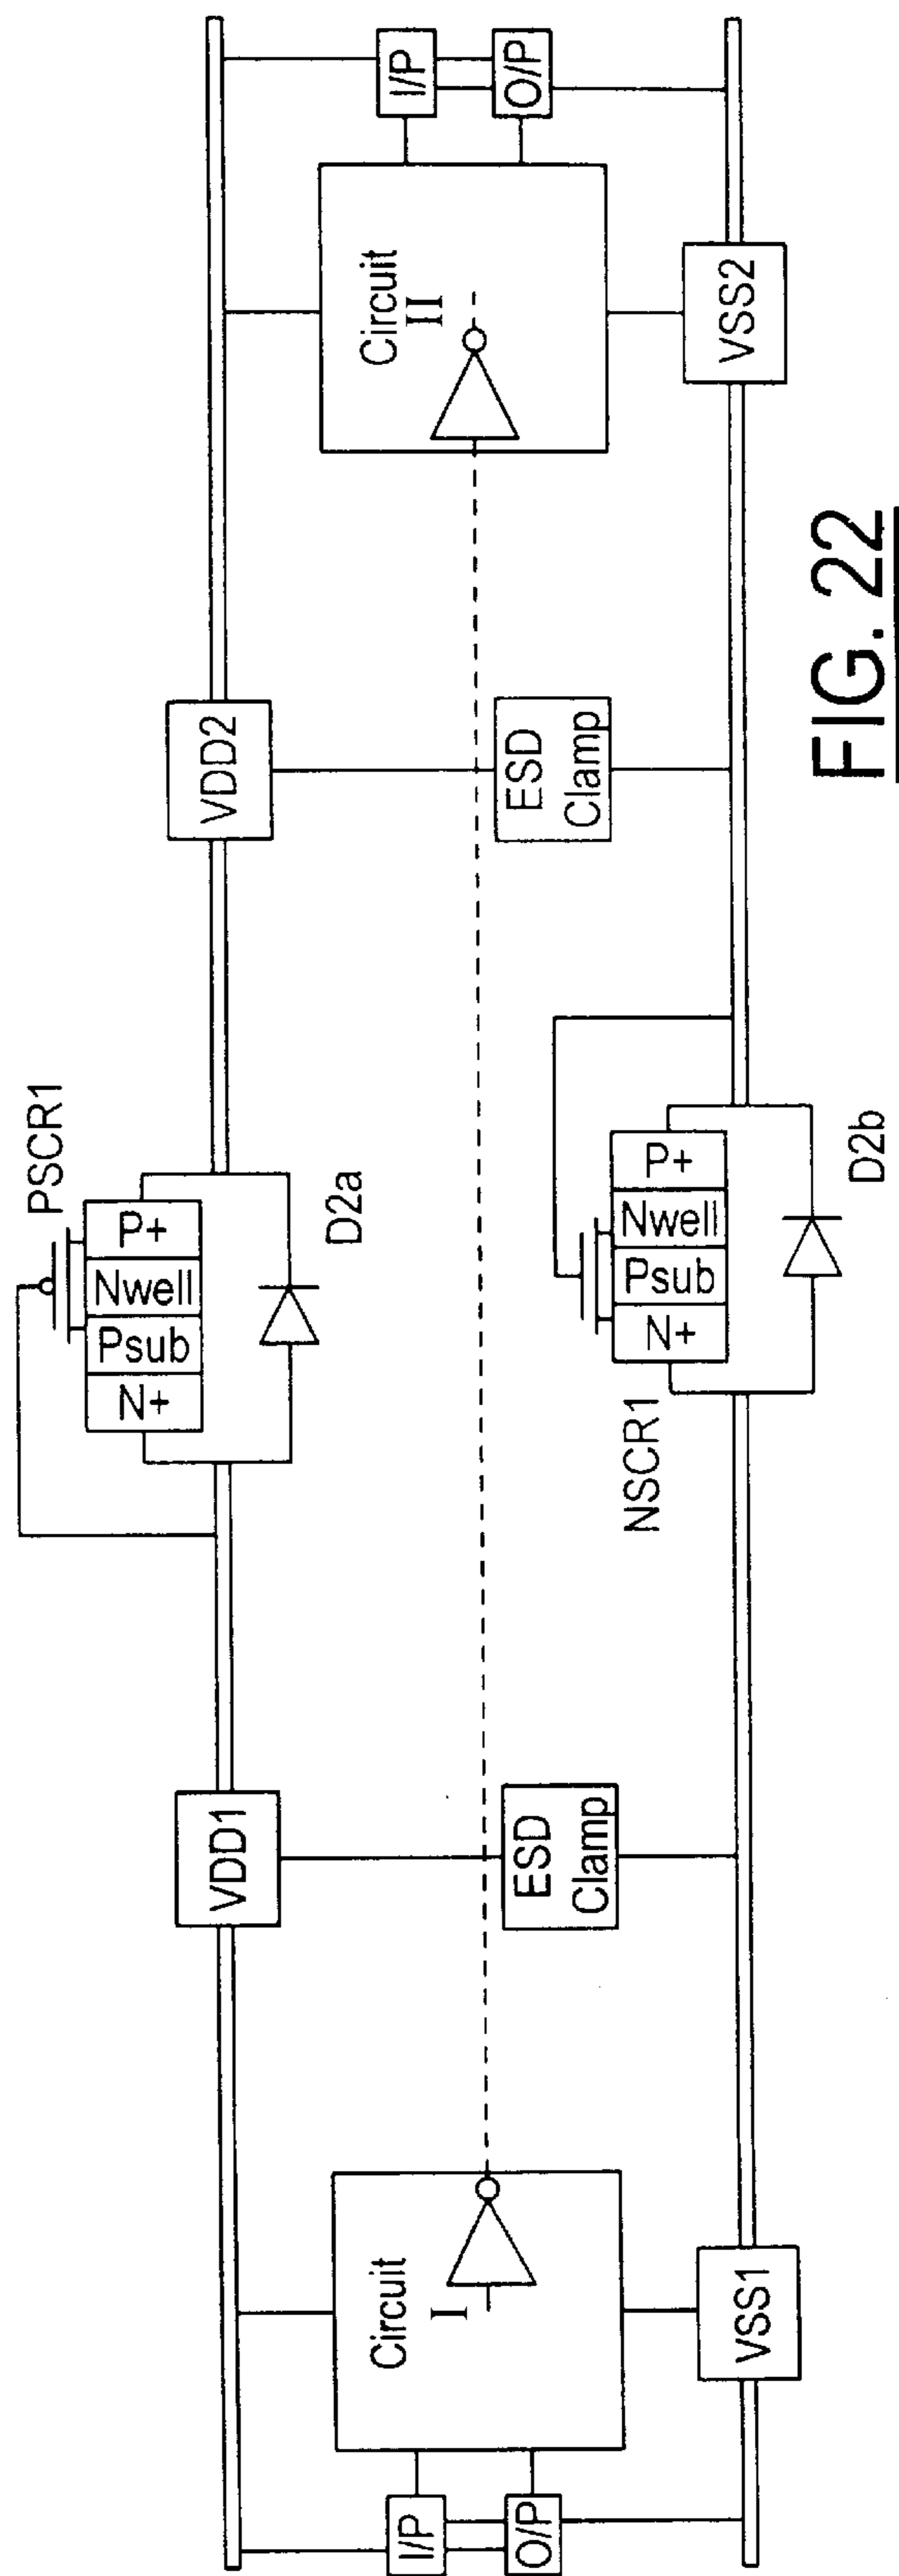 PSCR1
N+
Psub
Nwell
P+
D2a
VDD1
VDD2
I/P
O/P
Circuit
I
ESD
Clamp
ESD
Clamp
Circuit
II
I/P
O/P
NSCR1
N+
Psub
Nwell
P+
D2b
VSS1
VSS2
FIG. 22